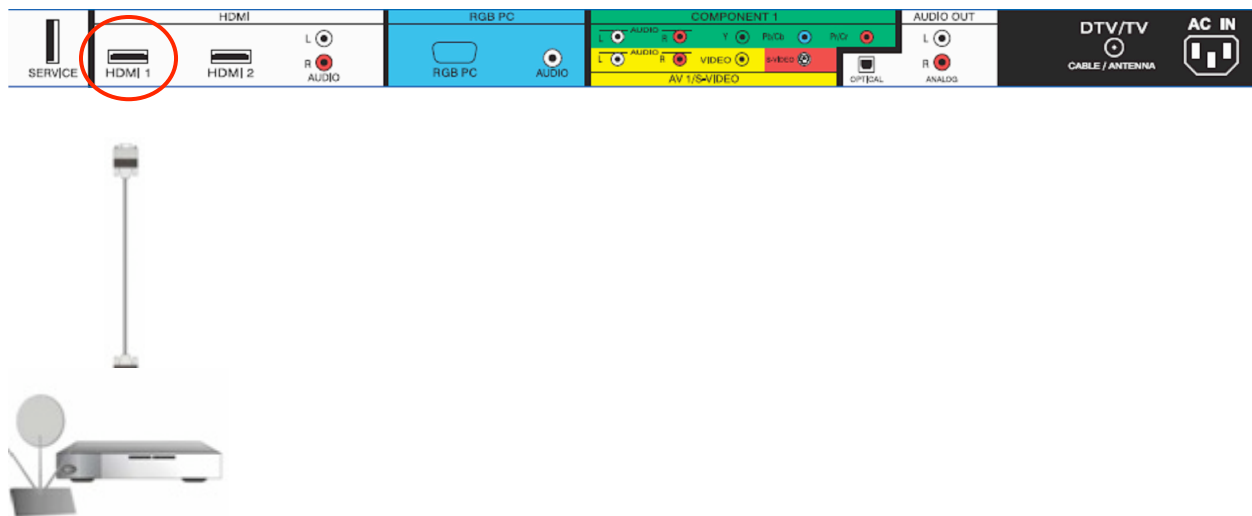 HDMI
RGB PC
COMPONENT 1
AUDIO OUT
SERVICE
HDMI 1
HDMI 2
L
R
AUDIO
RGB PC
AUDIO
L AUDIO R Y Pb/Cb Pr/Cr
L AUDIO R VIDEO S-VIDEO
AV 1/S-VIDEO
OPTICAL
L
R
ANALOG
DTV/TV
CABLE / ANTENNA
AC IN